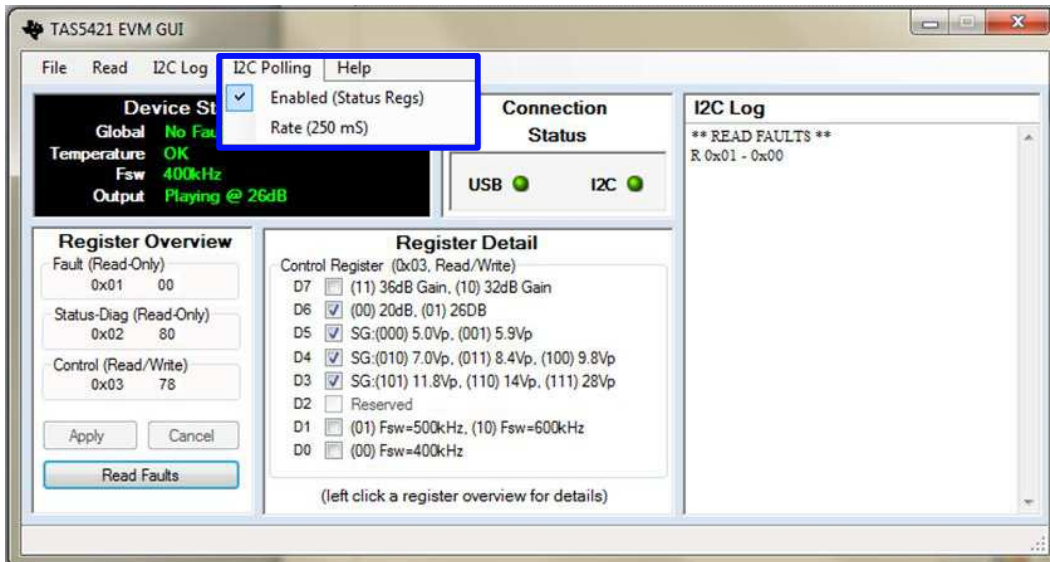 TAS5421 EVM GUI
File Read I2C Log I2C Polling Help
Enabled (Status Regs)
Rate (250 mS)
Device St
Global No Fau
Temperature OK
Fsw 400kHz
Output Playing @ 26dB
Connection
Status
USB I2C
I2C Log
** READ FAULTS **
R 0x01 - 0x00
Register Overview
Fault (Read-Only)
0x01 00
Status-Diag (Read-Only)
0x02 80
Control (Read/Write)
0x03 78
Apply Cancel
Read Faults
Register Detail
Control Register (0x03, Read/Write)
D7 (11) 36dB Gain, (10) 32dB Gain
D6 (00) 20dB, (01) 26DB
D5 SG:(000) 5.0Vp, (001) 5.9Vp
D4 SG:(010) 7.0Vp, (011) 8.4Vp, (100) 9.8Vp
D3 SG:(101) 11.8Vp, (110) 14Vp, (111) 28Vp
D2 Reserved
D1 (01) Fsw=500kHz, (10) Fsw=600kHz
D0 (00) Fsw=400kHz
(left click a register overview for details)